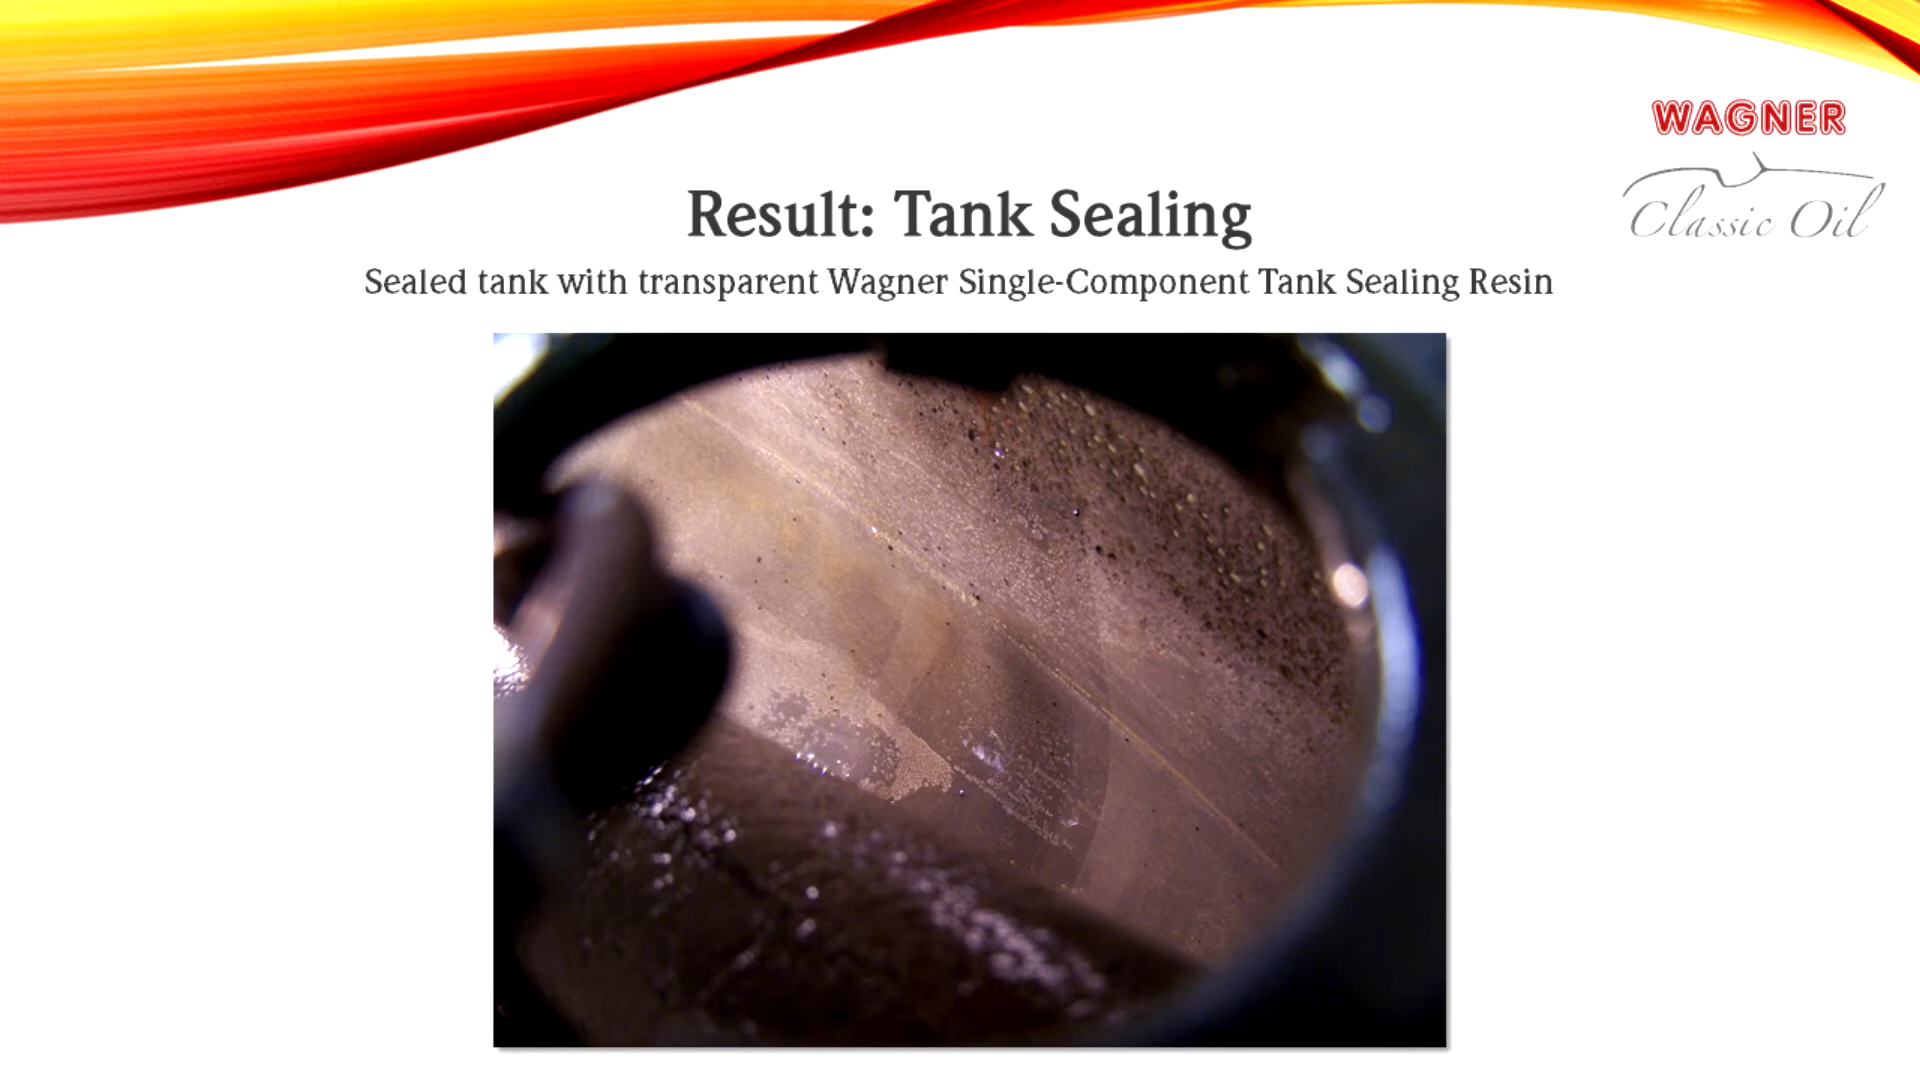 WAGNER
Classic Oil
Result: Tank Sealing
Sealed tank with transparent Wagner Single-Component Tank Sealing Resin